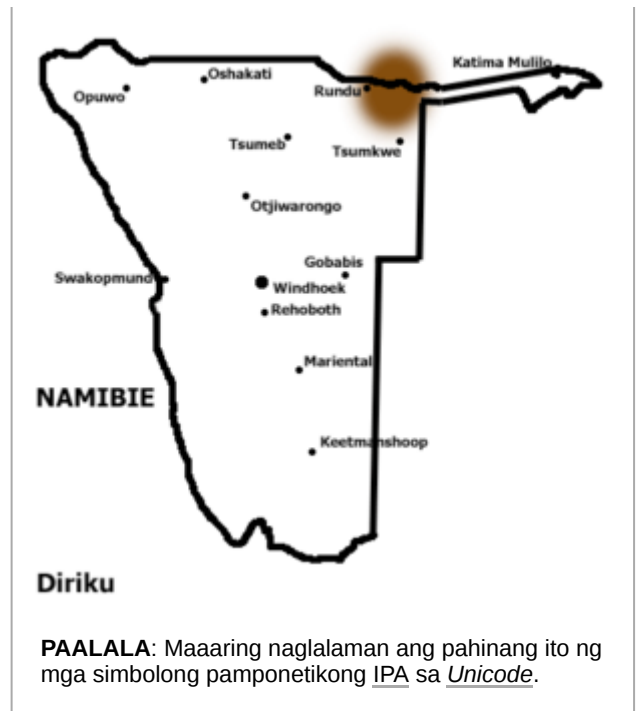 Katima Mulilo
Oshakati
Opuwo
Rundu
Tsumeb
Tsumkwe
Otjiwarongo
Gobabis
Swakopmund
Windhoek
Rehoboth
Mariental
NAMIBIE
Keetmanshoop
Diriku
PAALALA: Maaaring naglalaman ang pahinang ito ng
mga simbolong pamponetikong IPA sa Unicode.